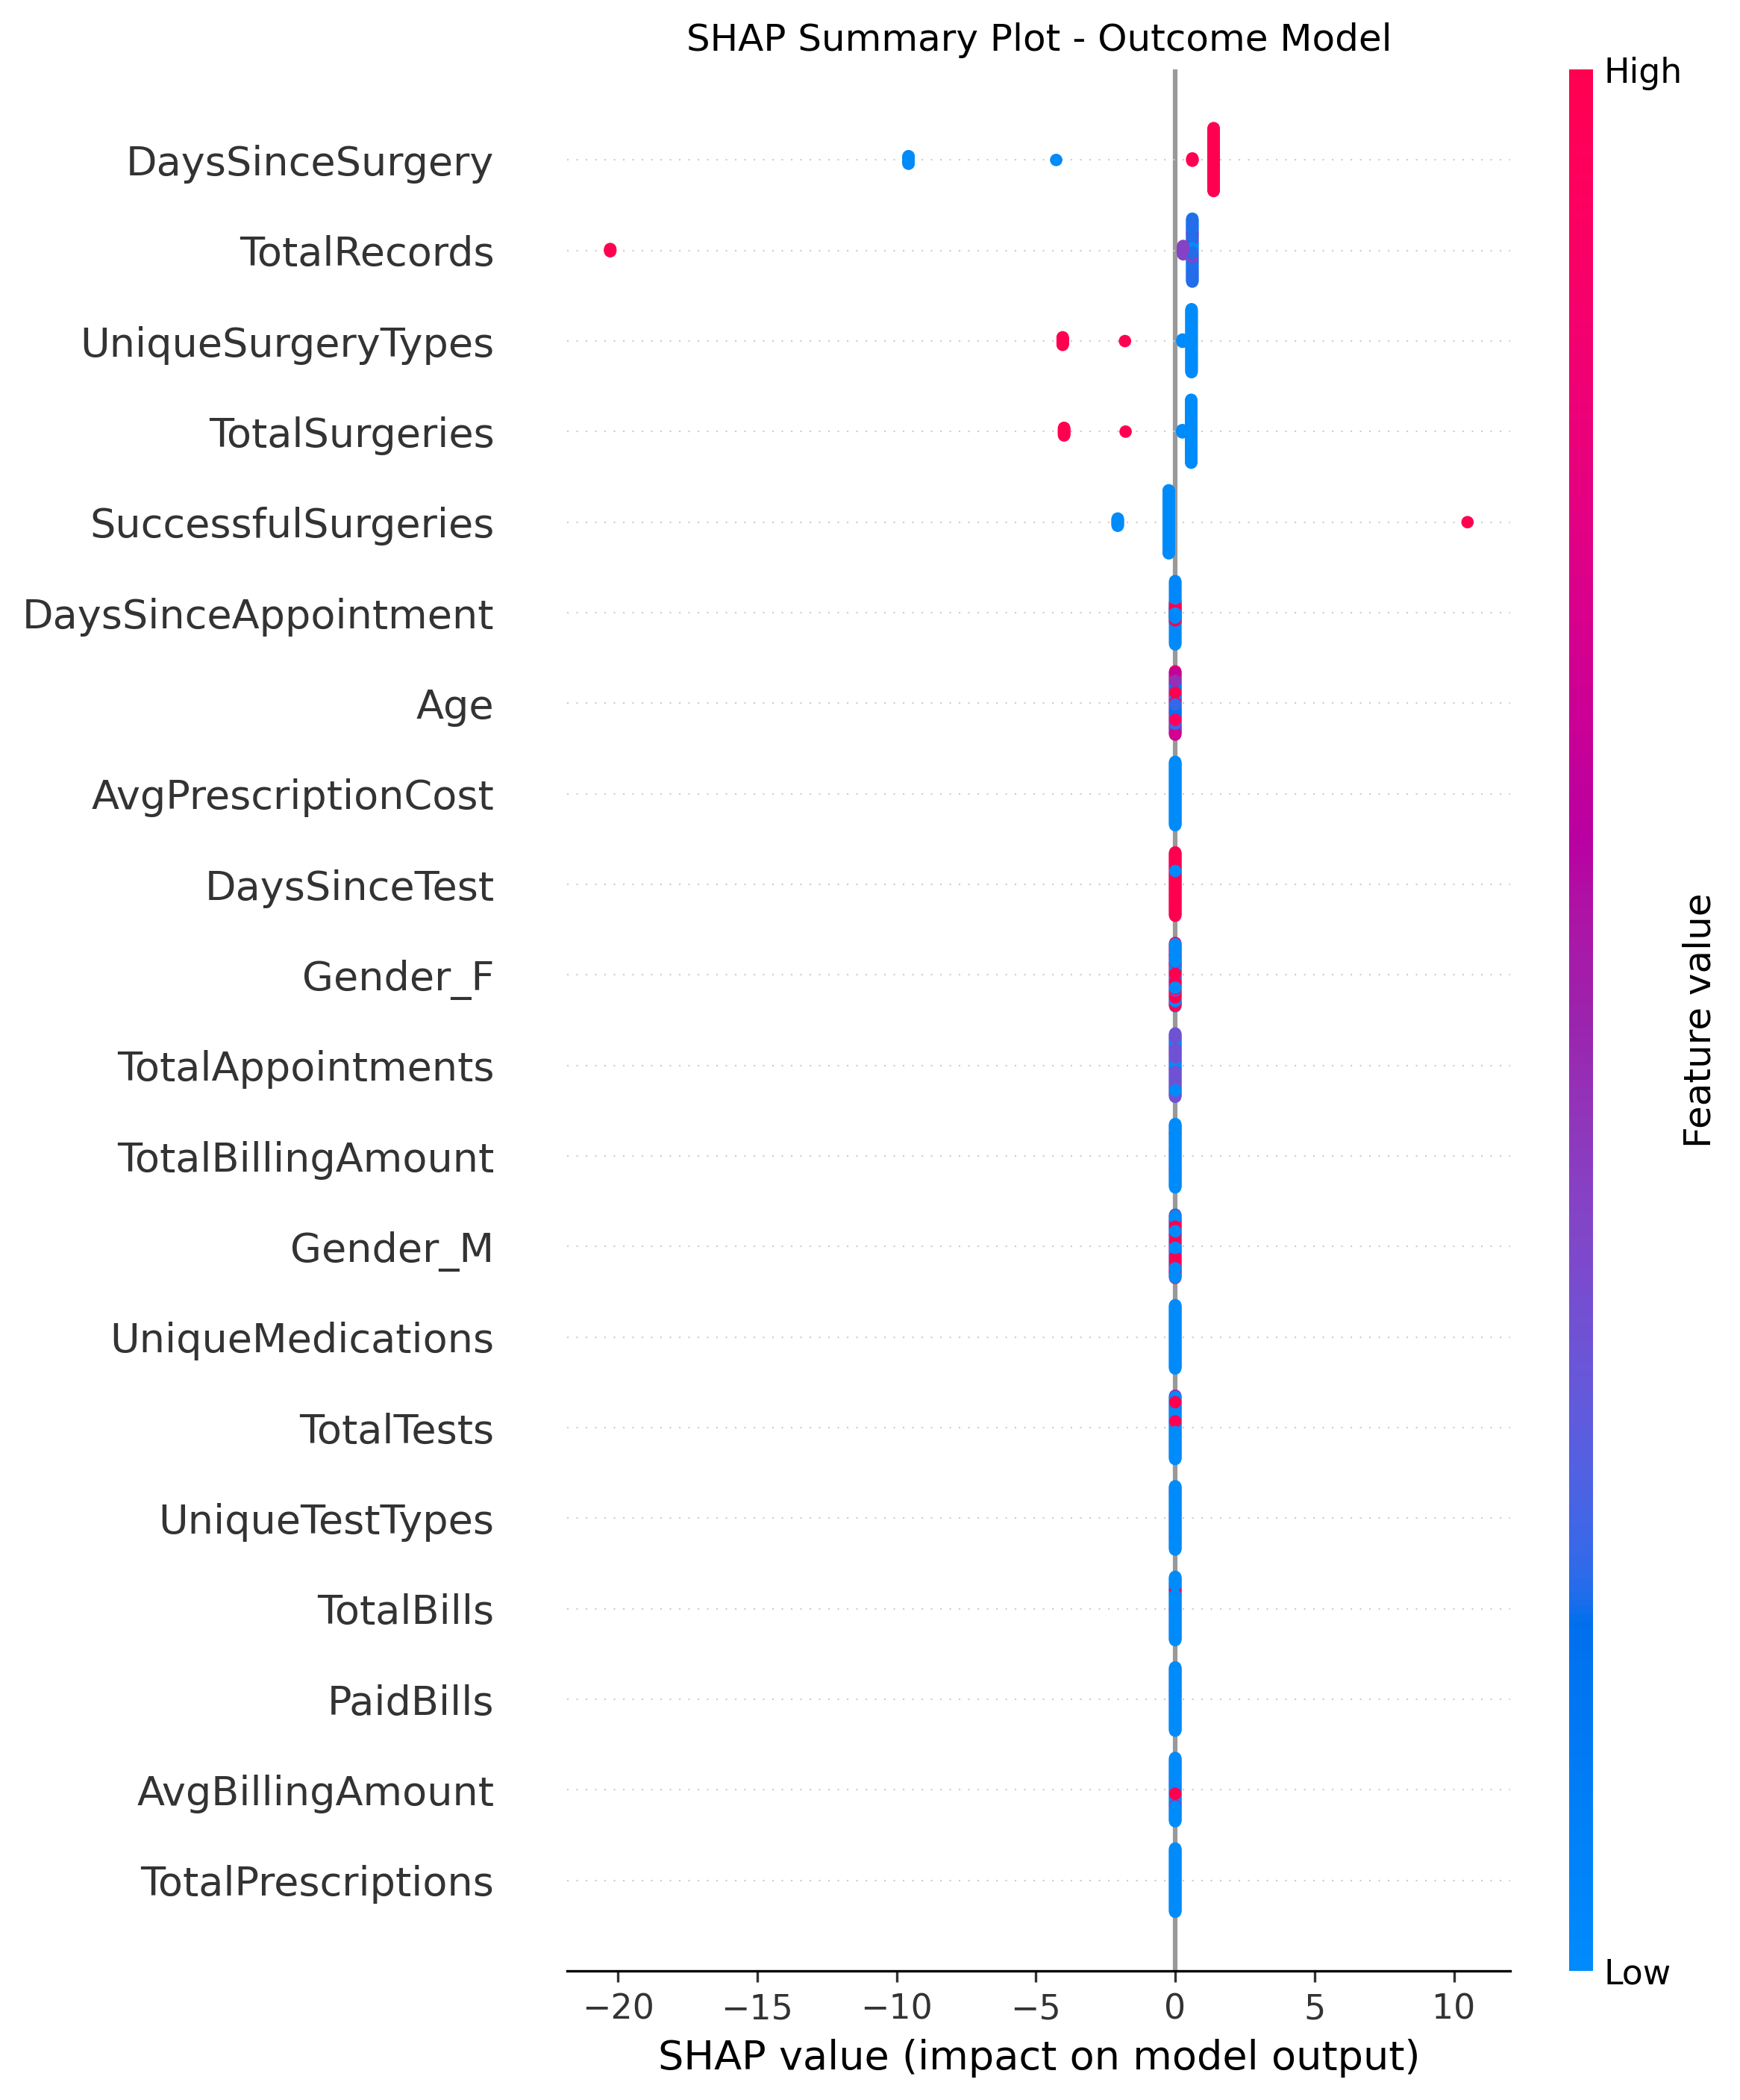 SHAP Summary Plot - Outcome Model
High
DaysSinceSurgery
TotalRecords
UniqueSurgeryTypes
TotalSurgeries
SuccessfulSurgeries
DaysSinceAppointment
Age
AvgPrescriptionCost
DaysSinceTest
Gender_F
TotalAppointments
TotalBillingAmount
Gender_M
UniqueMedications
TotalTests
UniqueTestTypes
TotalBills
PaidBills
AvgBillingAmount
TotalPrescriptions
Feature value
Low
−20 −15 −10 −5 0 5 10
SHAP value (impact on model output)